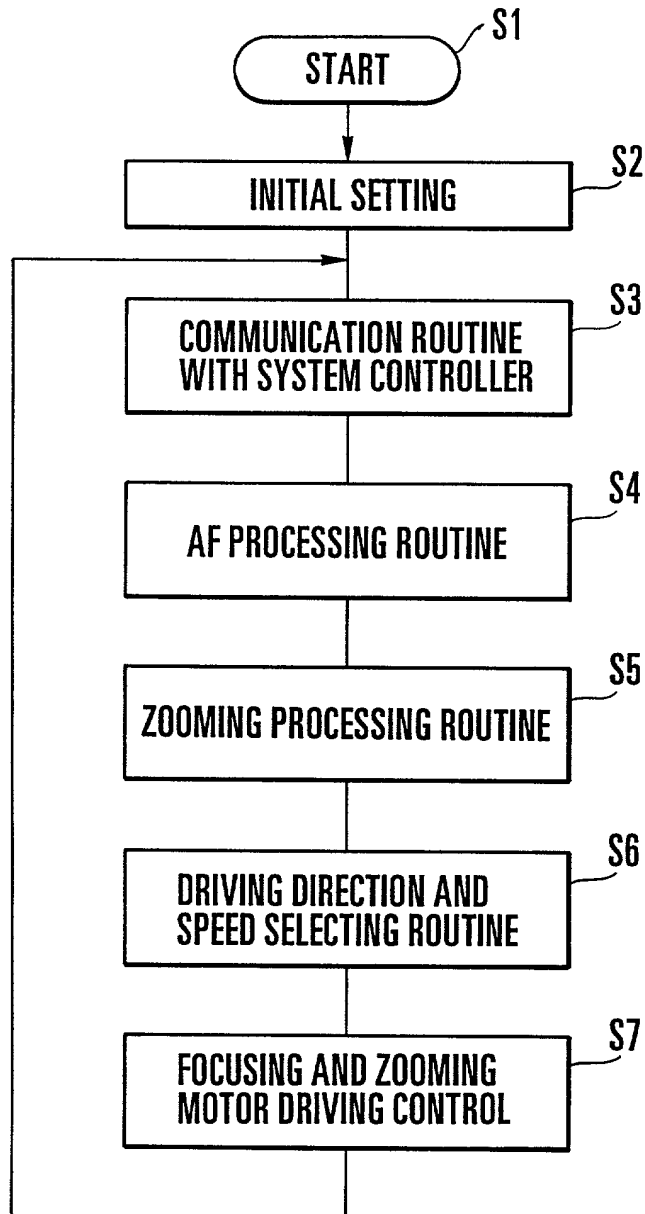 S1
START
S2
INITIAL SETTING
S3
COMMUNICATION ROUTINE
WITH SYSTEM CONTROLLER
S4
AF PROCESSING ROUTINE
S5
ZOOMING PROCESSING ROUTINE
S6
DRIVING DIRECTION AND
SPEED SELECTING ROUTINE
S7
FOCUSING AND ZOOMING
MOTOR DRIVING CONTROL